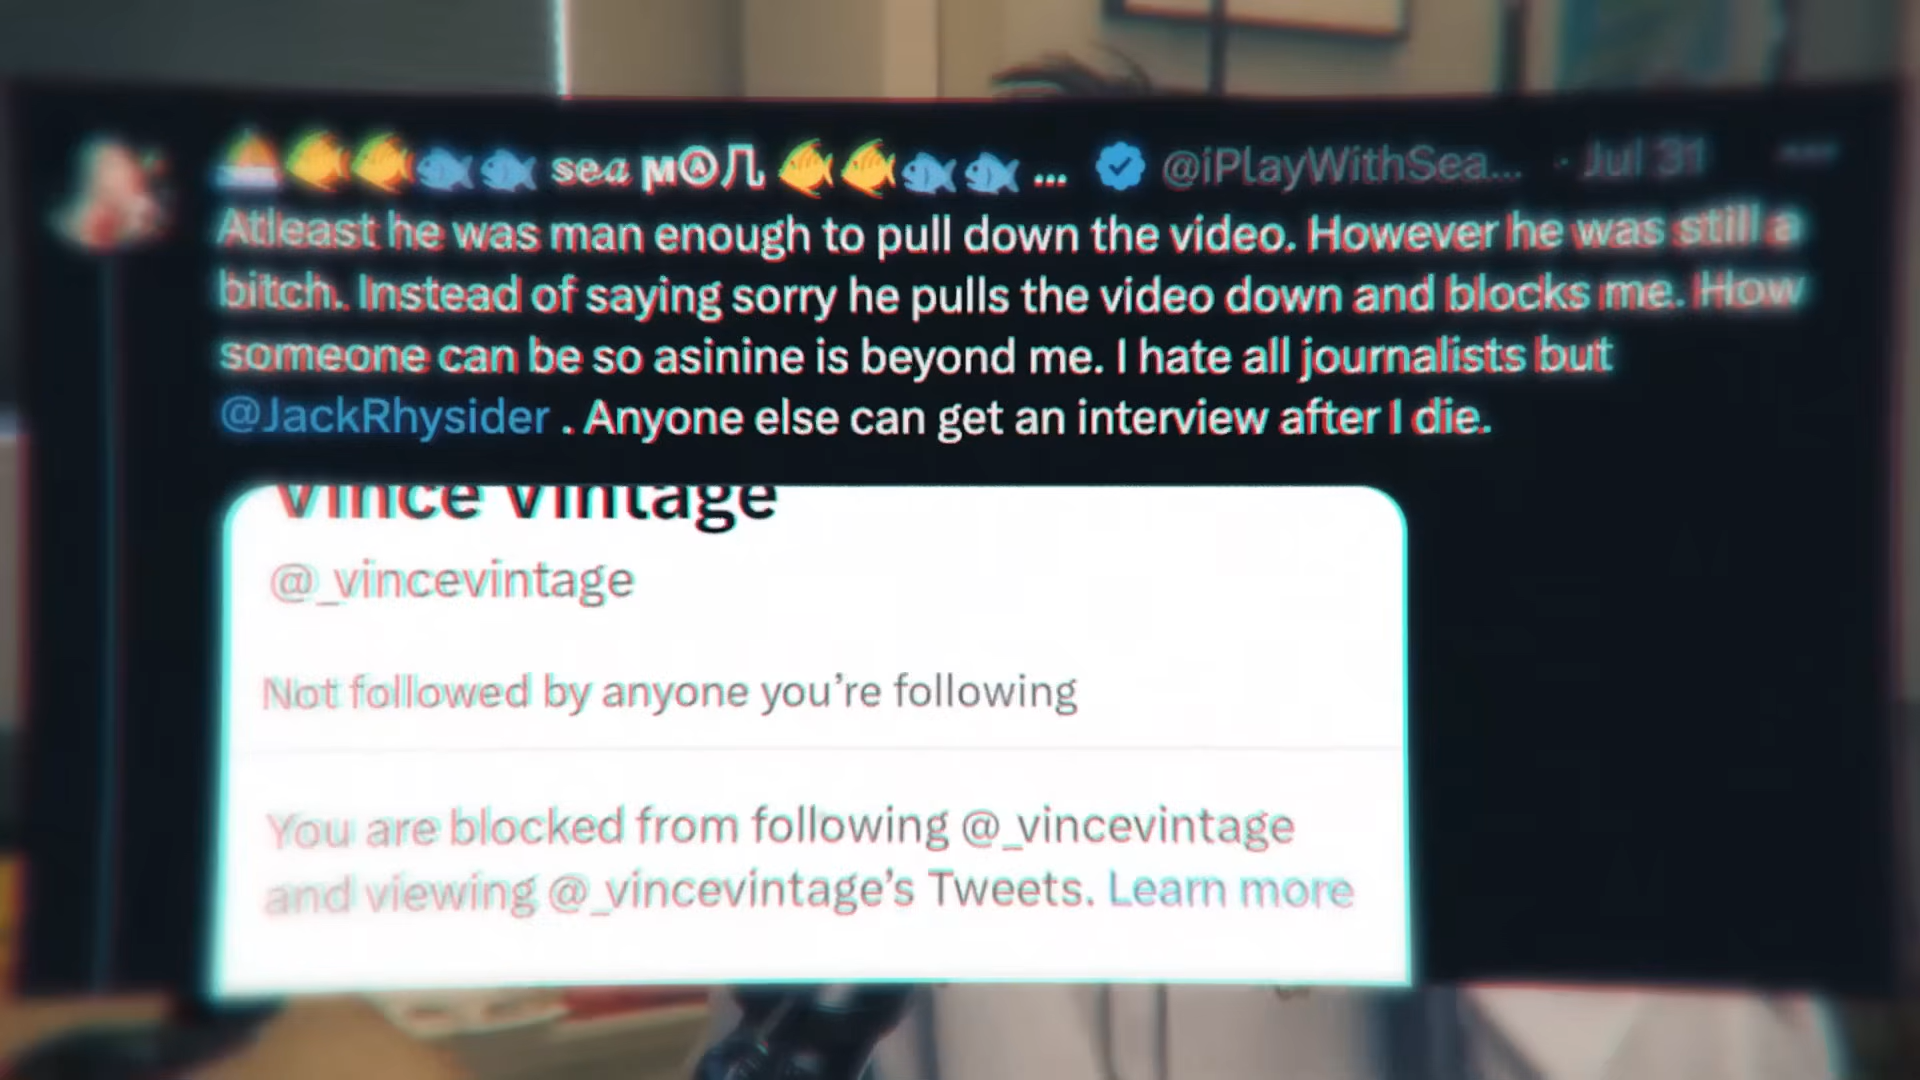 sea ᴍ☮几 ... @iPlayWithSea... · Jul 31
Atleast he was man enough to pull down the video. However he was still a
bitch. Instead of saying sorry he pulls the video down and blocks me. How
someone can be so asinine is beyond me. I hate all journalists but
@JackRhysider . Anyone else can get an interview after I die.
Vince Vintage
@_vincevintage
Not followed by anyone you're following
You are blocked from following @_vincevintage
and viewing @_vincevintage's Tweets. Learn more